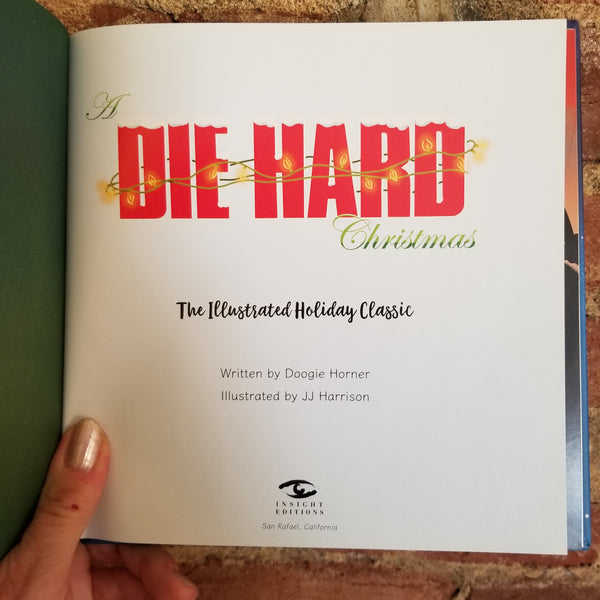 A
DIE HARD
Christmas
The Illustrated Holiday Classic
Written by Doogie Horner
Illustrated by JJ Harrison
INSIGHT
EDITIONS
San Rafael, California